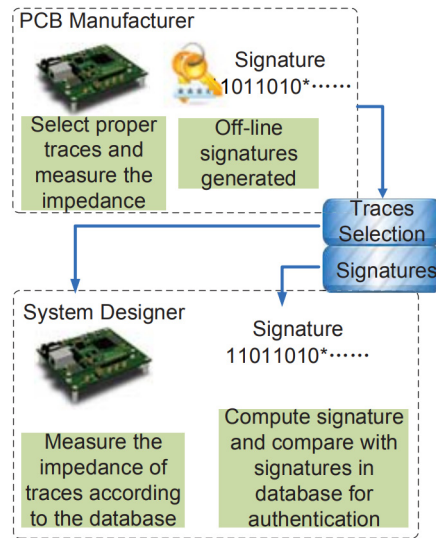 PCB Manufacturer
Signature
11011010*······
Select proper
traces and
measure the
impedance
Off-line
signatures
generated
Traces
Selection
Signatures
System Designer
Signature
11011010*······
Measure the
impedance of
traces according
to the database
Compute signature
and compare with
signatures in
database for
authentication